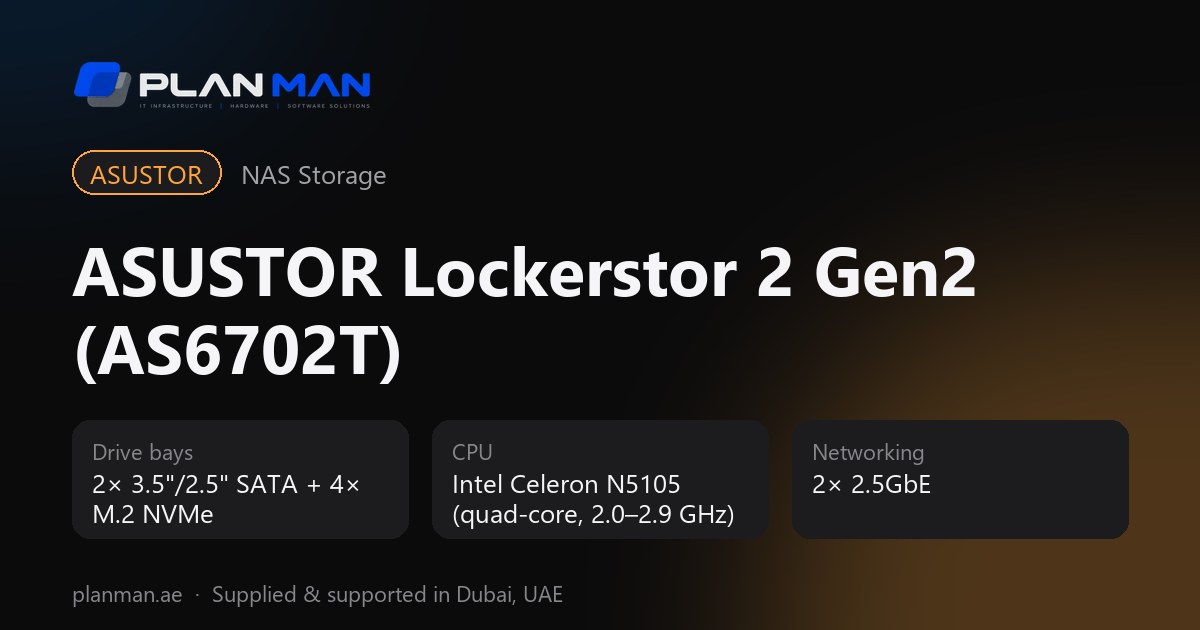 PLAN MAN
IT INFRASTRUCTURE | HARDWARE | SOFTWARE SOLUTIONS
ASUSTOR NAS Storage
ASUSTOR Lockerstor 2 Gen2
(AS6702T)
Drive bays
2× 3.5"/2.5" SATA + 4×
M.2 NVMe
CPU
Intel Celeron N5105
(quad-core, 2.0–2.9 GHz)
Networking
2× 2.5GbE
planman.ae · Supplied & supported in Dubai, UAE